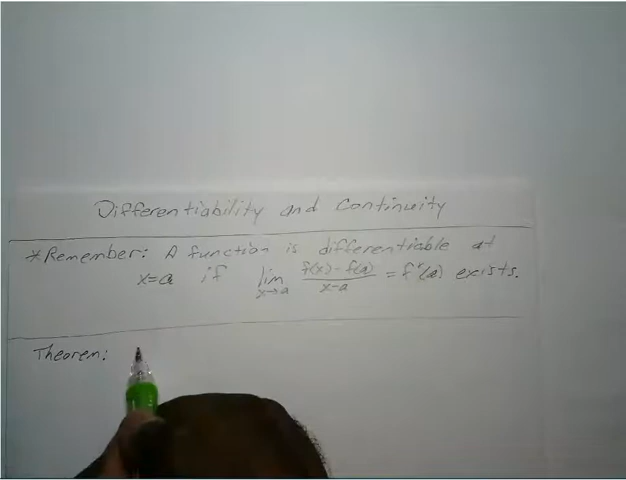 Differentiability and Continuity
*Remember: A function is differentiable at
x=a if lim x→a f(x)-f(a)/x-a = f'(a) exists.
Theorem: